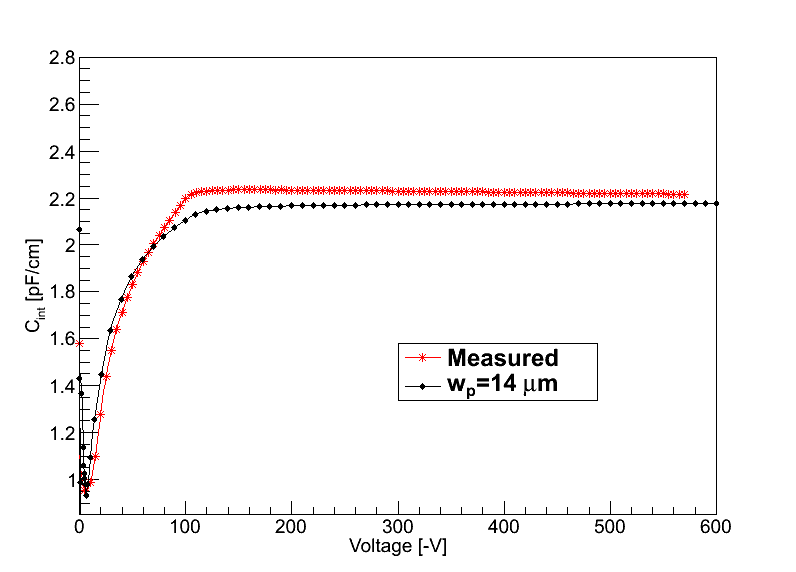 2.8
2.6
2.4
2.2
2
1.8
1.6
1.4
1.2
1
C_int [pF/cm]
Measured
w_p=14 μm
0 100 200 300 400 500 600
Voltage [-V]